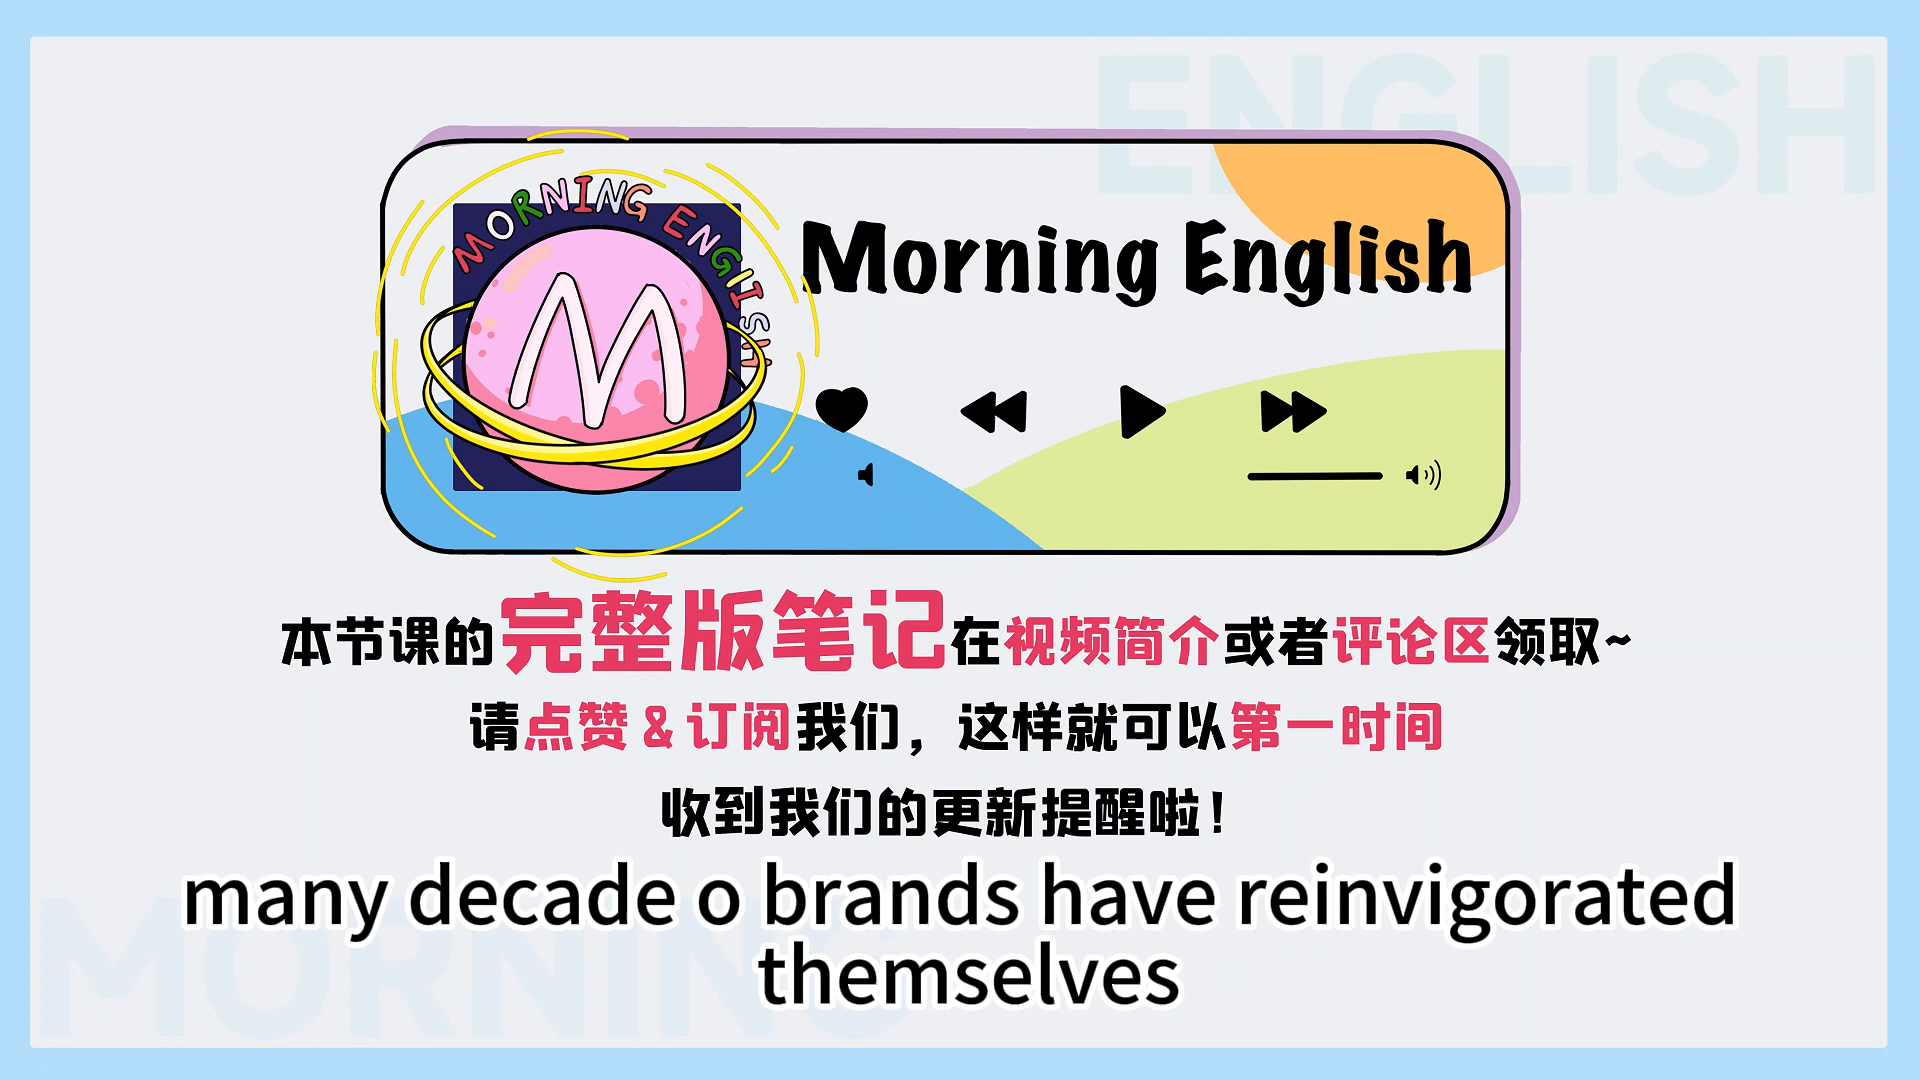 ENGLISH
MORNING ENGLISH
M
Morning English
本节课的完整版笔记在视频简介或者评论区领取~
请点赞&订阅我们，这样就可以第一时间
收到我们的更新提醒啦！
MORNING
many decade o brands have reinvigorated
themselves